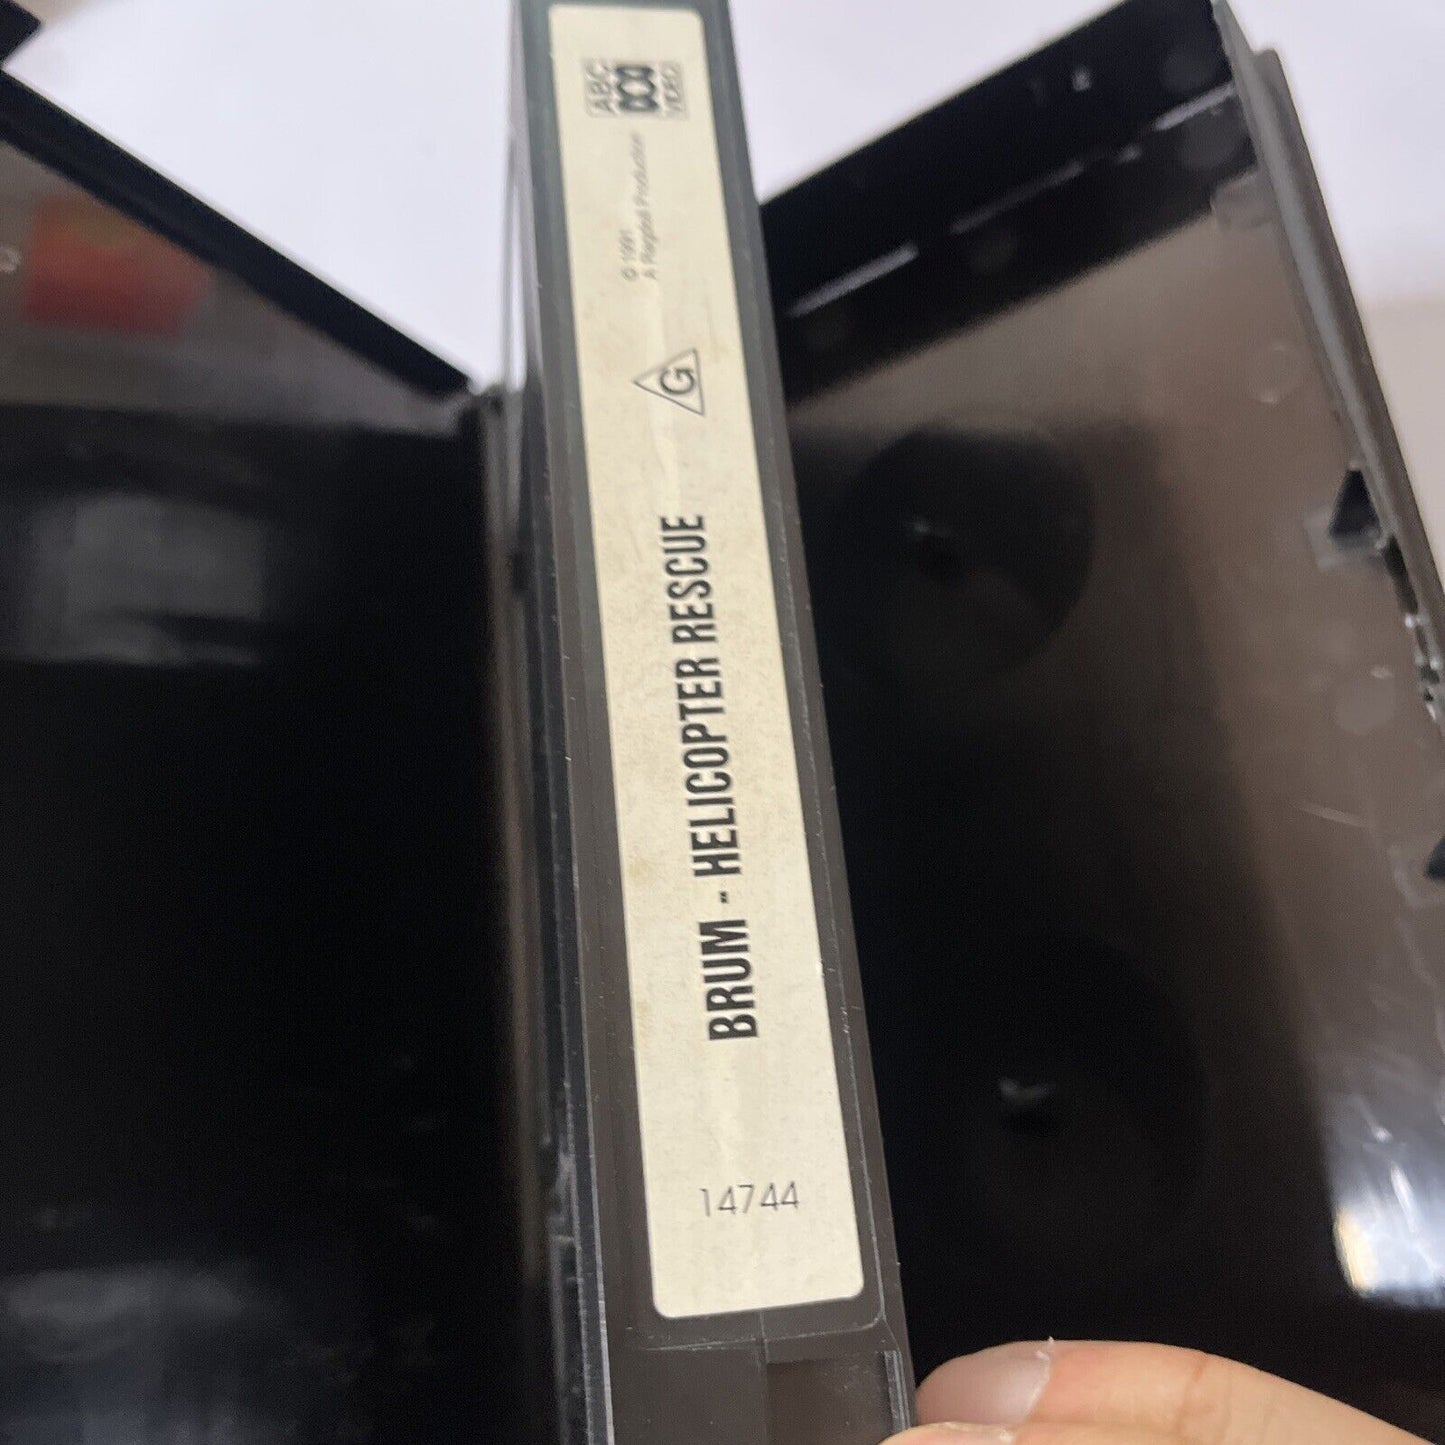 ABC
VIDEO
© 1991
A Ragdoll Production
G
BRUM - HELICOPTER RESCUE
14744